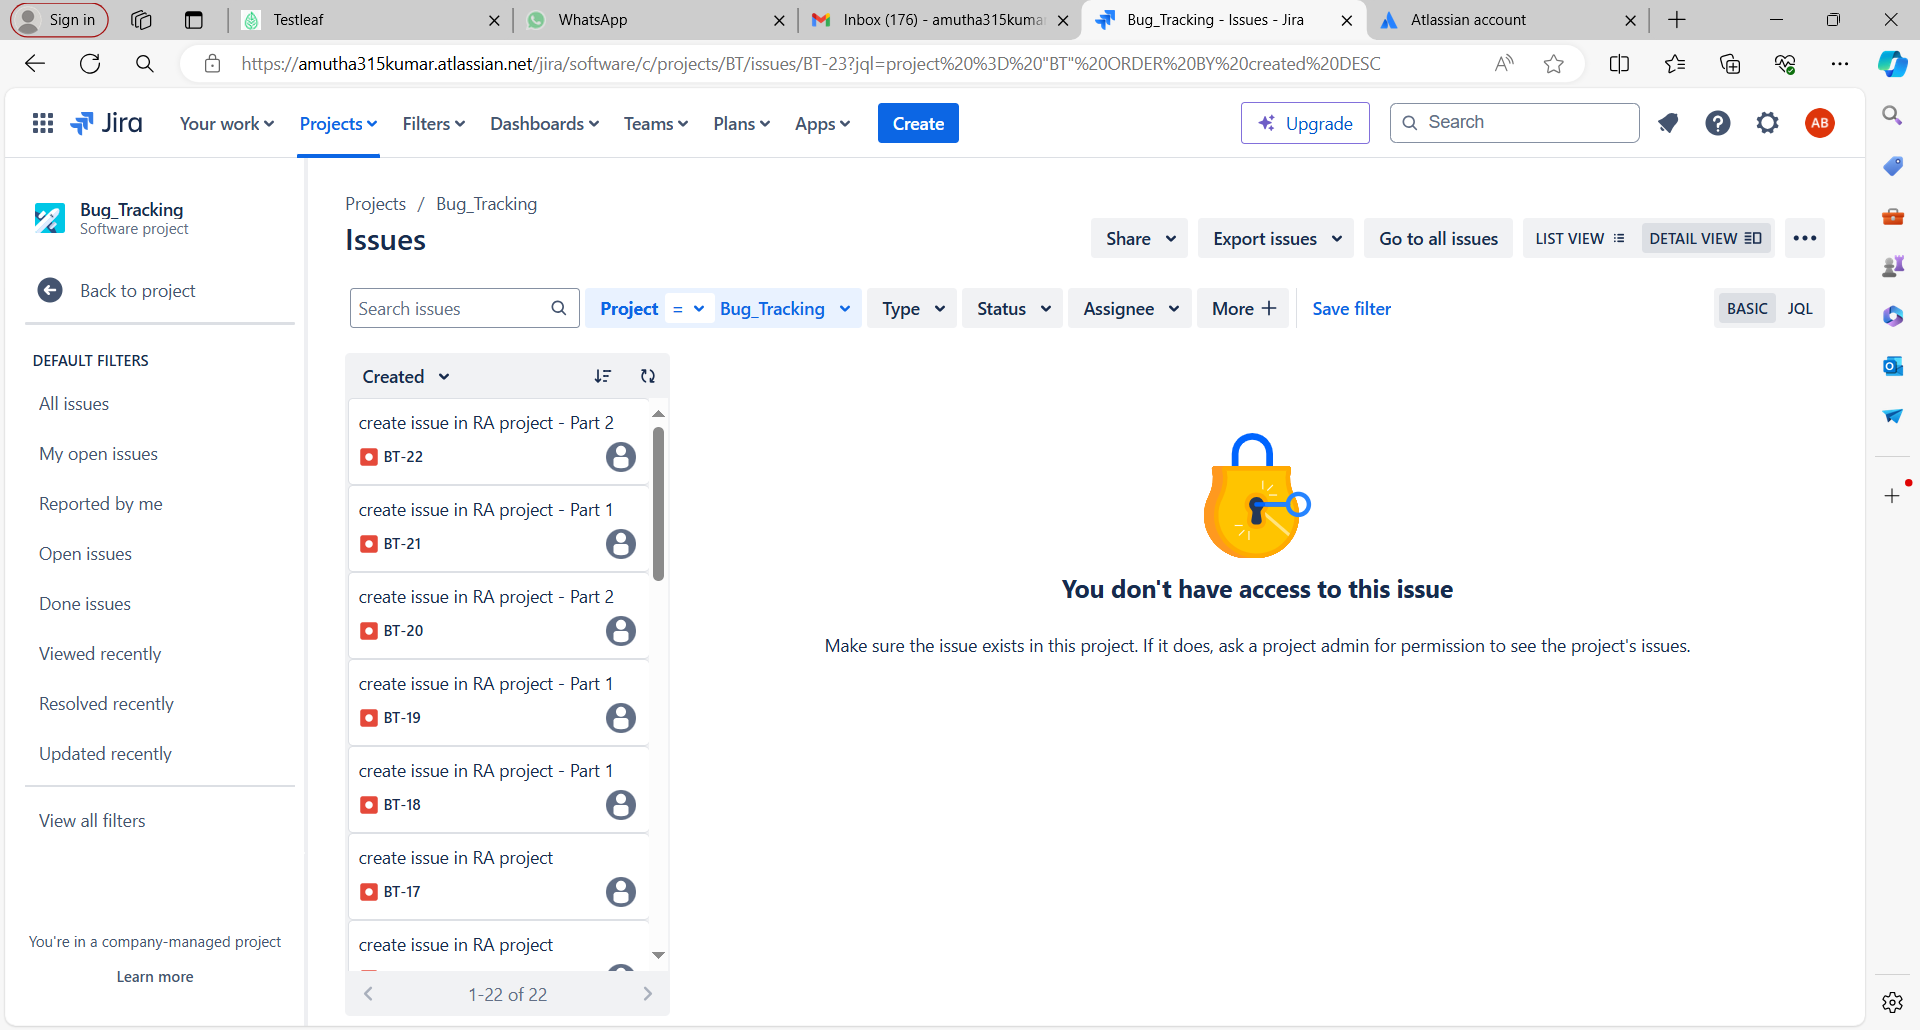 Sign in
Testleaf
WhatsApp
Inbox (176) - amutha315kumar
Bug_Tracking - Issues - Jira
Atlassian account
https://amutha315kumar.atlassian.net/jira/software/c/projects/BT/issues/BT-23?jql=project%20%3D%20"BT"%20ORDER%20BY%20created%20DESC
Jira
Your work
Projects
Filters
Dashboards
Teams
Plans
Apps
Create
Upgrade
Search
AB
Bug_Tracking
Software project
Back to project
DEFAULT FILTERS
All issues
My open issues
Reported by me
Open issues
Done issues
Viewed recently
Resolved recently
Updated recently
View all filters
You're in a company-managed project
Learn more
Projects / Bug_Tracking
Issues
Share
Export issues
Go to all issues
LIST VIEW
DETAIL VIEW
Search issues
Project = Bug_Tracking
Type
Status
Assignee
More +
Save filter
BASIC
JQL
Created
create issue in RA project - Part 2
BT-22
create issue in RA project - Part 1
BT-21
create issue in RA project - Part 2
BT-20
create issue in RA project - Part 1
BT-19
create issue in RA project - Part 1
BT-18
create issue in RA project
BT-17
create issue in RA project
1-22 of 22
You don't have access to this issue
Make sure the issue exists in this project. If it does, ask a project admin for permission to see the project's issues.